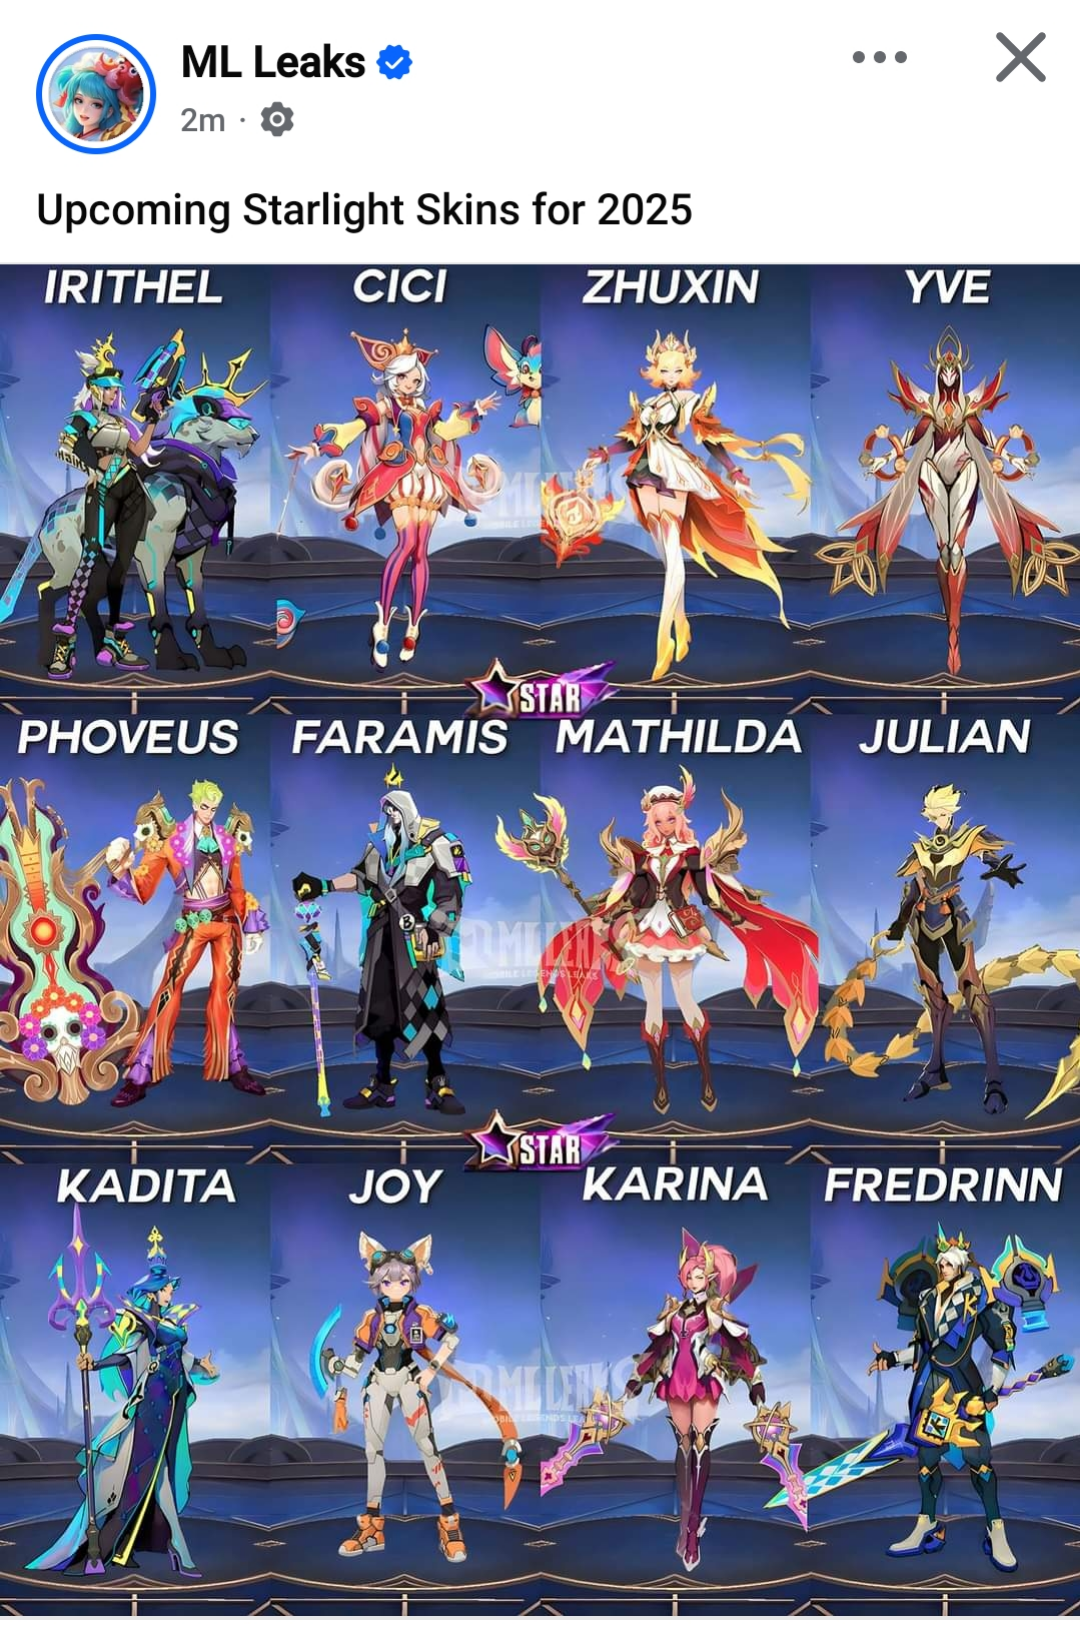 ML Leaks
2m ·
Upcoming Starlight Skins for 2025
IRITHEL CICI ZHUXIN YVE
STAR
PHOVEUS FARAMIS MATHILDA JULIAN
STAR
KADITA JOY KARINA FREDRINN